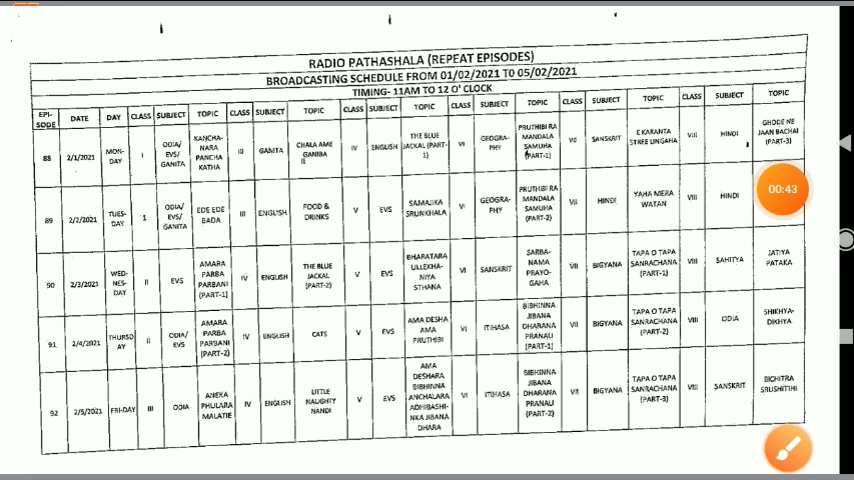 RADIO PATHASHALA (REPEAT EPISODES)
BROADCASTING SCHEDULE FROM 01/02/2021 TO 05/02/2021
TIMING- 11AM TO 12 O' CLOCK
EPI-SODE DATE DAY CLASS SUBJECT TOPIC CLASS SUBJECT TOPIC CLASS SUBJECT TOPIC CLASS SUBJECT TOPIC CLASS SUBJECT TOPIC CLASS SUBJECT TOPIC
88 2/1/2021 MON-DAY I ODIA/ EVS/ GANITA KANCHA-NARA PANCHA KATHA III GANITA CHALA AME GANIBA IV ENGLISH THE BLUE JACKAL (PART-1) VI GEOGRA-PHY PRUTHIBI RA MANDALA SAMUHA (PART-1) VII SANSKRIT EKARANTA STREE LINGAHA VIII HINDI GHODE NE JAAN BACHAI (PART-3)
89 2/2/2021 TUES-DAY 1 ODIA/ EVS/ GANITA EDE EDE BADA III ENGLISH FOOD & DRINKS V EVS SAMAJIKA SRUNKHALA VI GEOGRA-PHY PRUTHIBI RA MANDALA SAMUHA (PART-2) VII HINDI YAHA MERA WATAN VIII HINDI
00:43
90 2/3/2021 WED-NES-DAY II EVS AMARA PARBA PARBANI (PART-1) IV ENGLISH THE BLUE JACKAL (PART-2) V EVS BHARATARA ULLEKHA-NIYA STHANA VI SANSKRIT SARBA-NAMA PRAYO-GAHA VII BIGYANA TAPA O TAPA SANRACHANA (PART-1) VIII SAHITYA JATIYA PATAKA
91 2/4/2021 THURSD AY II ODIA/ EVS AMARA PARBA PARBANI (PART-2) IV ENGLISH CATS V EVS AMA DESHA AMA PRUTHIBI VI ITIHASA BIBHINNA JIBANA DHARANA PRANALI (PART-1) VII BIGYANA TAPA O TAPA SANRACHANA (PART-2) VIII ODIA SHIKHYA-DIKHYA
92 2/5/2021 FRI-DAY III ODIA ANEKA PHULARA MALATIE IV ENGLISH LITTLE NAUGHTY NANDI V EVS AMA DESHARA BIBHINNA ANCHALARA ADHIBASHI-NKA JIBANA DHARA VI ITIHASA BIBHINNA JIBANA DHARANA PRANALI (PART-2) VII BIGYANA TAPA O TAPA SANRACHANA (PART-3) VIII SANSKRIT BICHITRA SRUSHITIHI